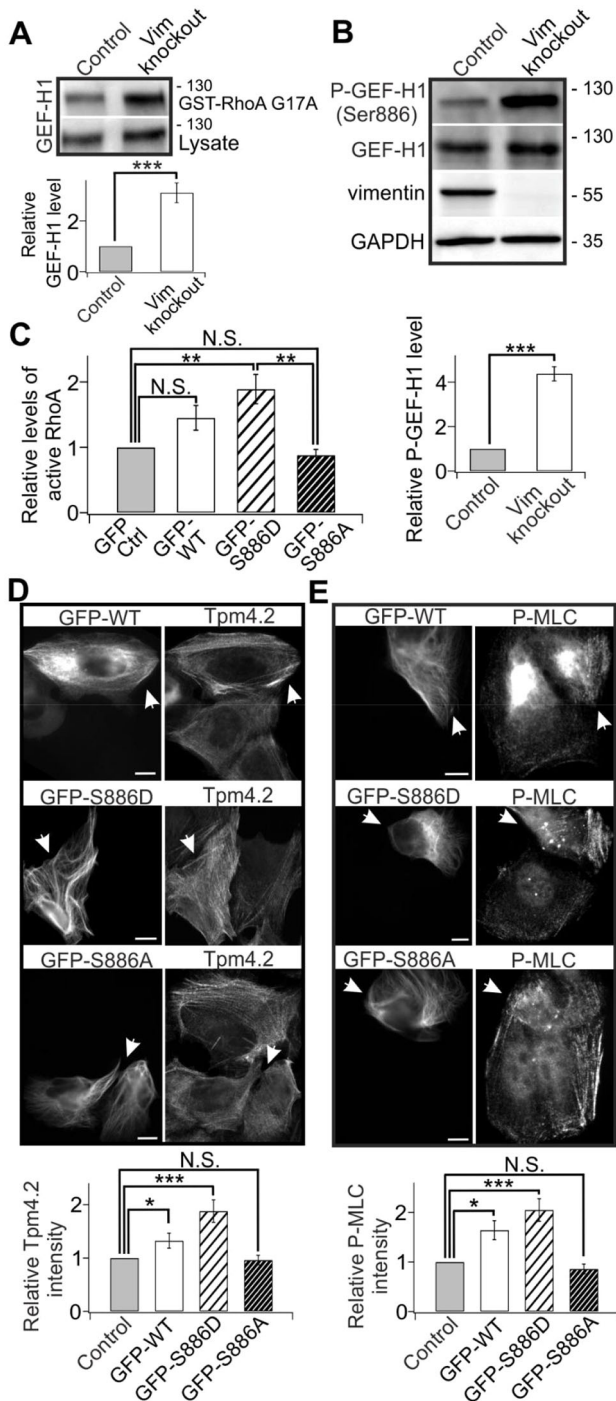 A
Control
Vim
knockout
GEF-H1
- 130
GST-RhoA G17A
- 130
Lysate
Relative
GEF-H1 level
2
0
***
Control
Vim
knockout
B
Control
Vim
knockout
P-GEF-H1
(Ser886)
- 130
GEF-H1
- 130
vimentin
- 55
GAPDH
- 35
Relative P-GEF-H1 level
4
2
0
***
Control
Vim
knockout
C
Relative levels of
active RhoA
2
1
0
N.S.
**
**
N.S.
GFP
Ctrl
GFP-
WT
GFP-
S886D
GFP-
S886A
D
GFP-WT
Tpm4.2
GFP-S886D
Tpm4.2
GFP-S886A
Tpm4.2
Relative Tpm4.2
intensity
2
1
0
N.S.
***
*
Control
GFP-WT
GFP-S886D
GFP-S886A
E
GFP-WT
P-MLC
GFP-S886D
P-MLC
GFP-S886A
P-MLC
Relative P-MLC
intensity
2
1
0
N.S.
***
*
Control
GFP-WT
GFP-S886D
GFP-S886A